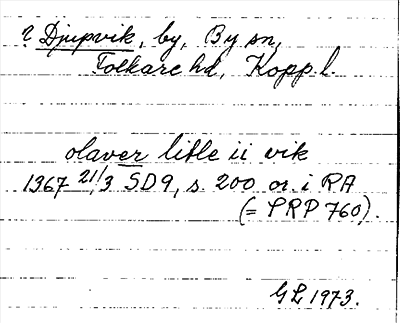 ? Djupvik, by, By sn,
Folkare hd, Kopp l.
olaver litle ii vik
1367 21/3 SD9, s. 200 or. i RA
(= PRP 760).
GL 1973.